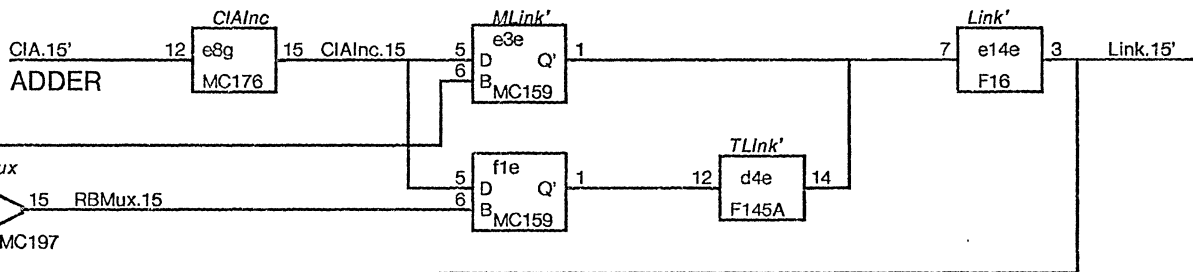 CIAInc
MLink'
Link'
CIA.15'
12
e8g
15
CIAInc.15
5
D
e3e
Q'
1
7
e14e
3
Link.15'
ADDER
MC176
6
B
MC159
F16
TLink'
ux
f1e
5
D
Q'
1
12
d4e
14
15
RBMux.15
6
B
MC159
F145A
MC197